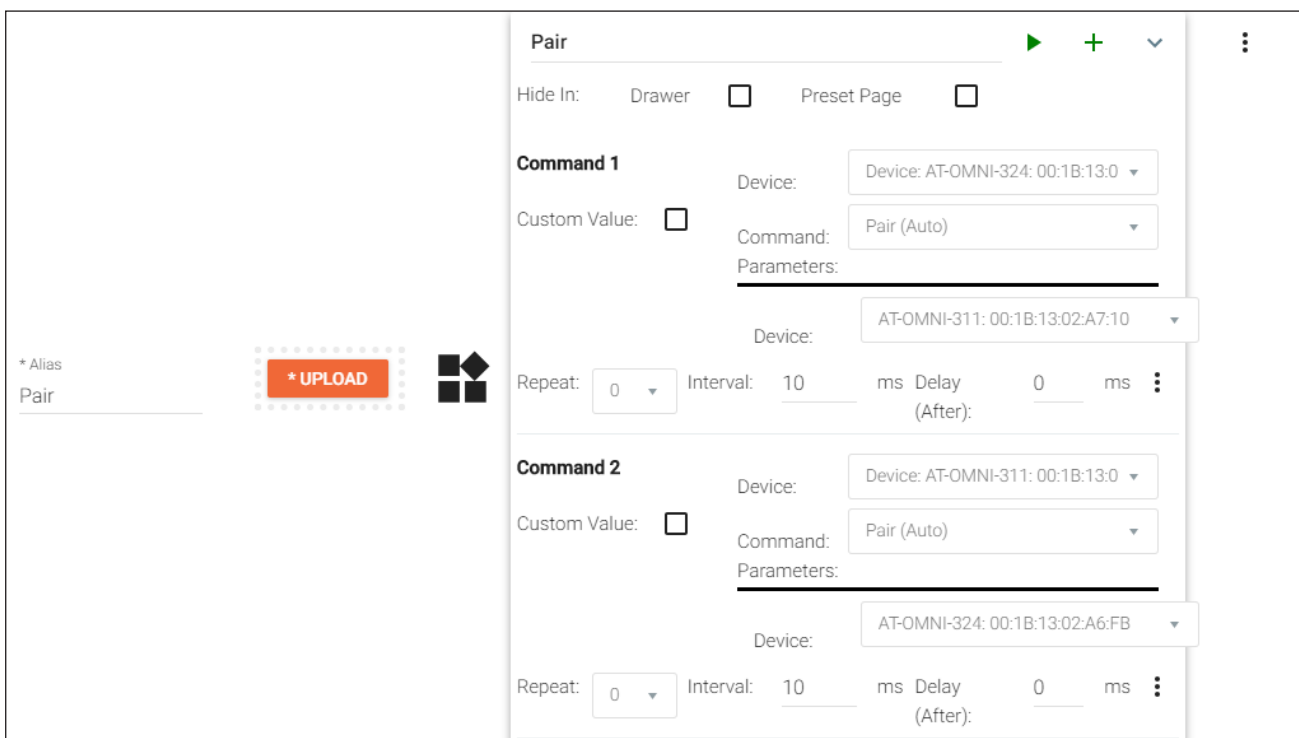 Pair
Hide In: Drawer Preset Page
Command 1
Device: Device: AT-OMNI-324: 00:1B:13:0
Custom Value:
Command: Pair (Auto)
Parameters:
Device: AT-OMNI-311: 00:1B:13:02:A7:10
* Alias
Pair
* UPLOAD
Repeat: 0 Interval: 10 ms Delay (After): 0 ms
Command 2
Device: Device: AT-OMNI-311: 00:1B:13:0
Custom Value:
Command: Pair (Auto)
Parameters:
Device: AT-OMNI-324: 00:1B:13:02:A6:FB
Repeat: 0 Interval: 10 ms Delay (After): 0 ms